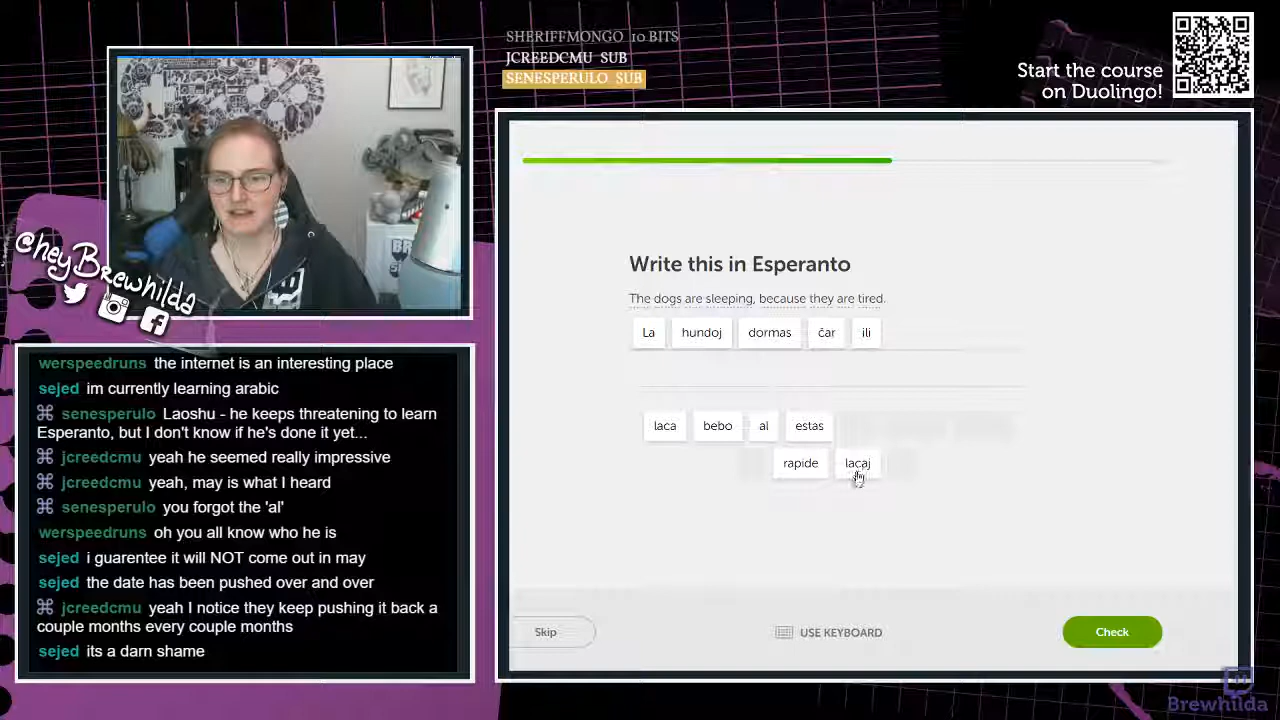 SHERIFFMONGO 10 BITS
JCREEDCMU SUB
SENESPERULO SUB
Start the course
on Duolingo!
@heyBrewhilda
Write this in Esperanto
The dogs are sleeping, because they are tired.
La hundoj dormas ĉar ili
laca bebo al estas
rapide lacaj
Skip
USE KEYBOARD
Check
werspeedruns the internet is an interesting place
sejed im currently learning arabic
senesperulo Laoshu - he keeps threatening to learn
Esperanto, but I don't know if he's done it yet...
jcreedcmu yeah he seemed really impressive
jcreedcmu yeah, may is what I heard
senesperulo you forgot the 'al'
werspeedruns oh you all know who he is
sejed i guarentee it will NOT come out in may
sejed the date has been pushed over and over
jcreedcmu yeah I notice they keep pushing it back a
couple months every couple months
sejed its a darn shame
Brewhilda